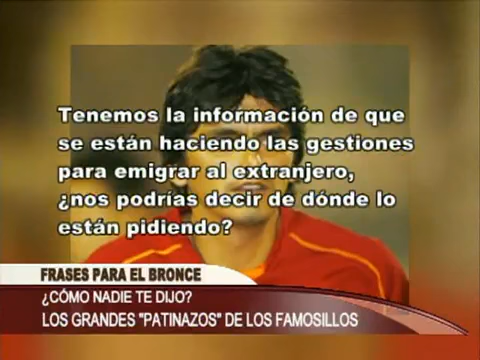 Tenemos la información de que
se están haciendo las gestiones
para emigrar al extranjero,
¿nos podrías decir de dónde lo
están pidiendo?
FRASES PARA EL BRONCE
¿CÓMO NADIE TE DIJO?
LOS GRANDES "PATINAZOS" DE LOS FAMOSILLOS